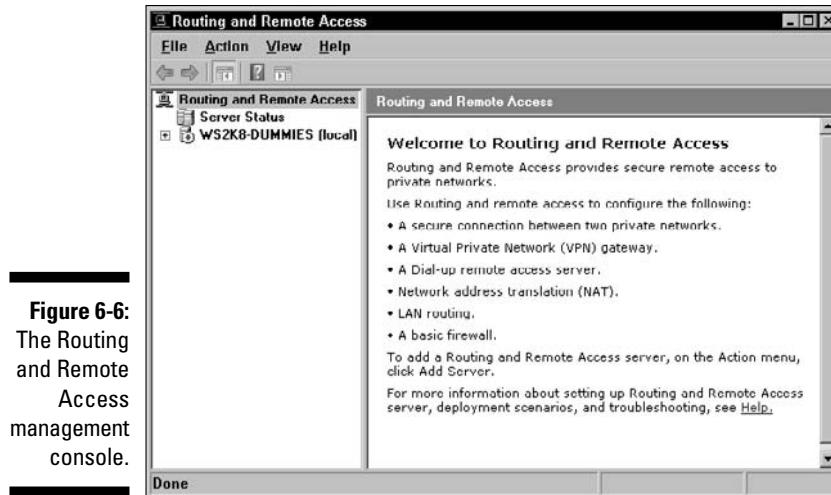 Routing and Remote Access
File Action View Help
Routing and Remote Access
Server Status
WS2K8-DUMMIES (local)
Routing and Remote Access
Welcome to Routing and Remote Access
Routing and Remote Access provides secure remote access to
private networks.
Use Routing and remote access to configure the following:
• A secure connection between two private networks.
• A Virtual Private Network (VPN) gateway.
• A Dial-up remote access server.
• Network address translation (NAT).
• LAN routing.
• A basic firewall.
To add a Routing and Remote Access server, on the Action menu,
click Add Server.
For more information about setting up Routing and Remote Access
server, deployment scenarios, and troubleshooting, see Help.
Done
Figure 6-6:
The Routing
and Remote
Access
management
console.